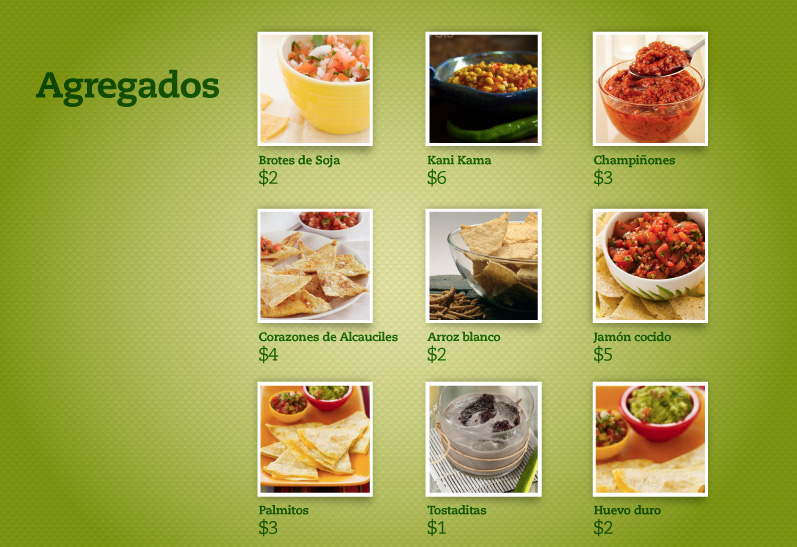 Agregados
Brotes de Soja
$2
Kani Kama
$6
Champiñones
$3
Corazones de Alcauciles
$4
Arroz blanco
$2
Jamón cocido
$5
Palmitos
$3
Tostaditas
$1
Huevo duro
$2